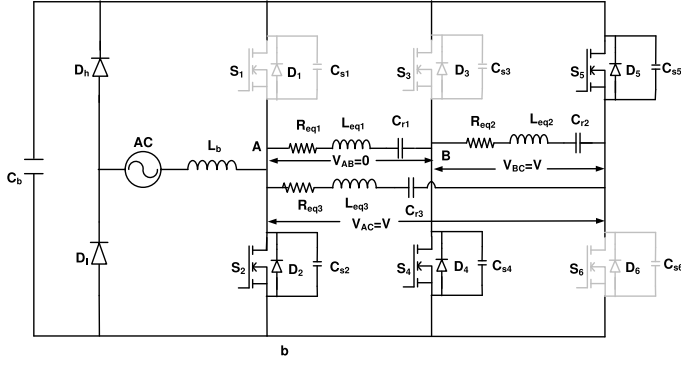 Dh
S1
D1
Cs1
S3
D3
Cs3
S5
D5
Cs5
Req1
Leq1
Cr1
Req2
Leq2
Cr2
AC
Lb
A
VAB=0
B
VBC=V
Cb
Req3
Leq3
Cr3
VAC=V
Dl
S2
D2
Cs2
S4
D4
Cs4
S6
D6
Cs6
b